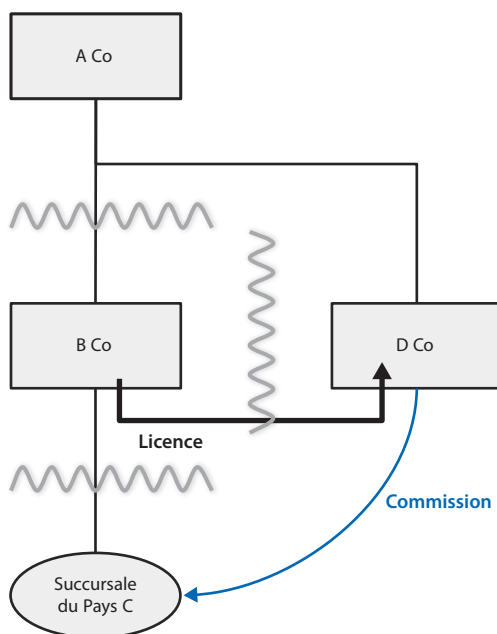 A Co
B Co
D Co
Licence
Commission
Succursale
du Pays C